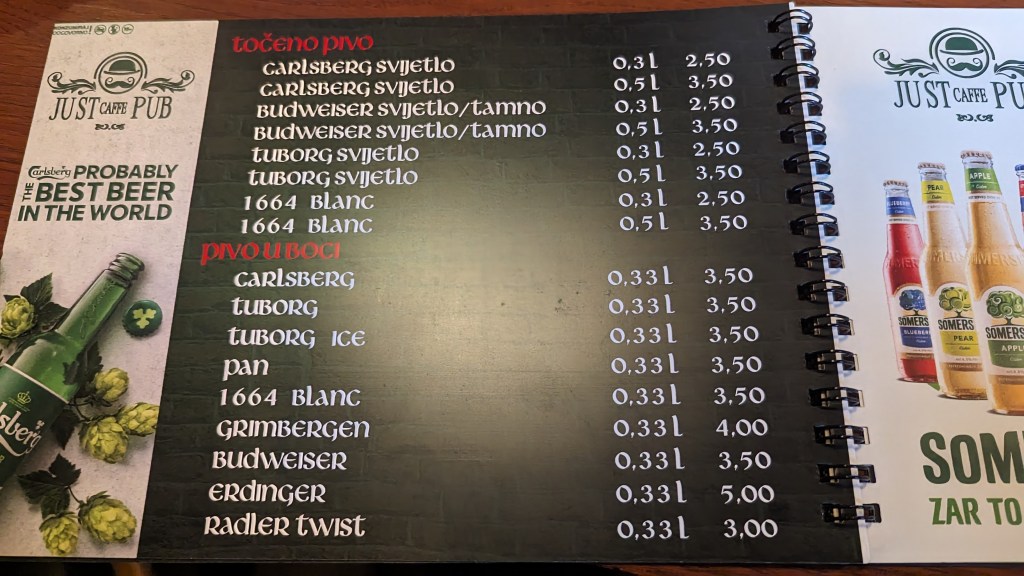 JUST CAFFE PUB
Carlsberg PROBABLY
THE BEST BEER
IN THE WORLD
točeno pivo
Carlsberg svijetlo 0,3 l 2,50
Carlsberg svijetlo 0,5 l 3,50
Budweiser svijetlo/tamno 0,3 l 2,50
Budweiser svijetlo/tamno 0,5 l 3,50
Tuborg svijetlo 0,3 l 2,50
Tuborg svijetlo 0,5 l 3,50
1664 Blanc 0,3 l 2,50
1664 Blanc 0,5 l 3,50
pivo u boci
Carlsberg 0,33 l 3,50
Tuborg 0,33 l 3,50
Tuborg Ice 0,33 l 3,50
Pan 0,33 l 3,50
1664 Blanc 0,33 l 3,50
Grimbergen 0,33 l 4,00
Budweiser 0,33 l 3,50
Erdinger 0,33 l 5,00
Radler Twist 0,33 l 3,00
JUST CAFFE PU
PEAR
APPLE
SOMERS
PEAR
SOMERS
APPL
SOM
ZAR TO